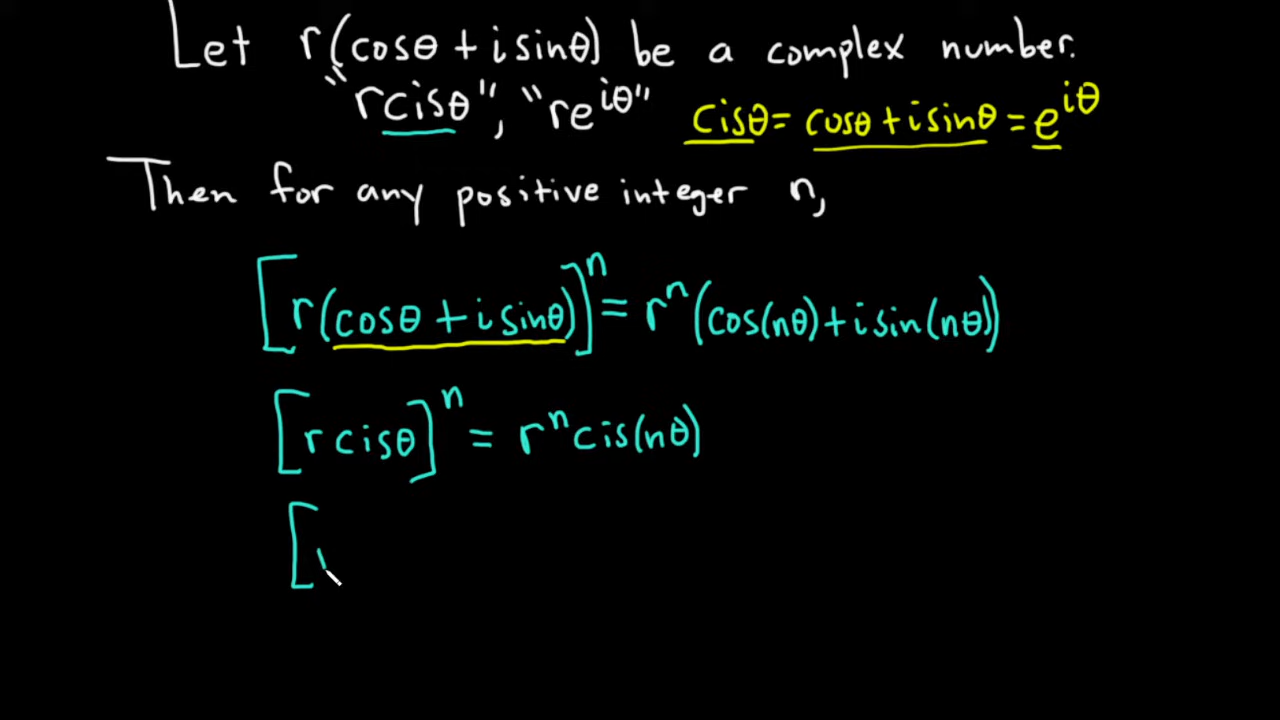 Let r(cosθ + i sinθ) be a complex number.
"rcisθ", "re^{iθ}" cisθ = cosθ + i sinθ = e^{iθ}
Then for any positive integer n,
[r(cosθ + i sinθ)]^n = r^n(cos(nθ) + i sin(nθ))
[r cisθ]^n = r^n cis(nθ)
[